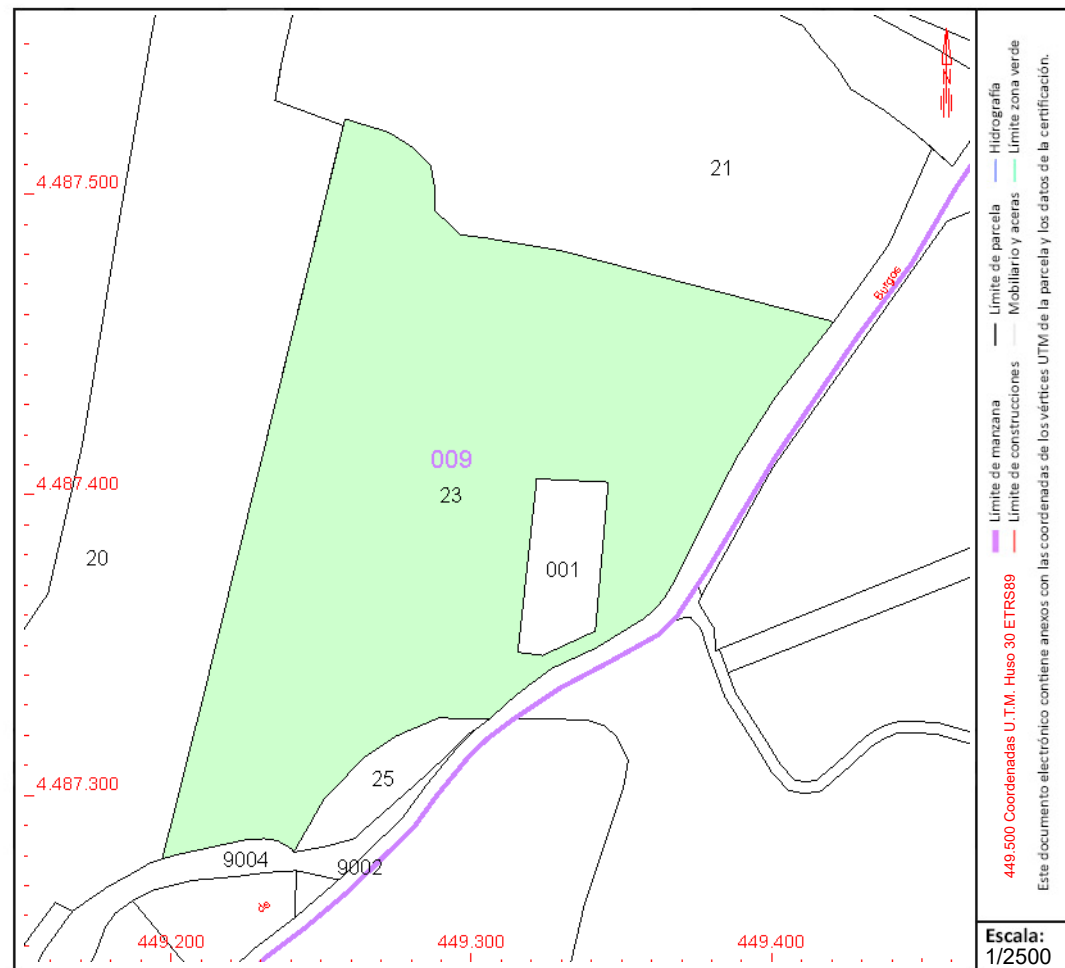 N
21
4.487.500
Burgos
009
4.487.400
23
20
001
4.487.300
25
9004
9002
de
449.200
449.300
449.400
449.500 Coordenadas U.T.M. Huso 30 ETRS89
Límite de manzana
Límite de construcciones
Límite de parcela
Mobiliario y aceras
Hidrografía
Límite zona verde
Este documento electrónico contiene anexos con las coordenadas de los vértices UTM de la parcela y los datos de la certificación.
Escala:
1/2500